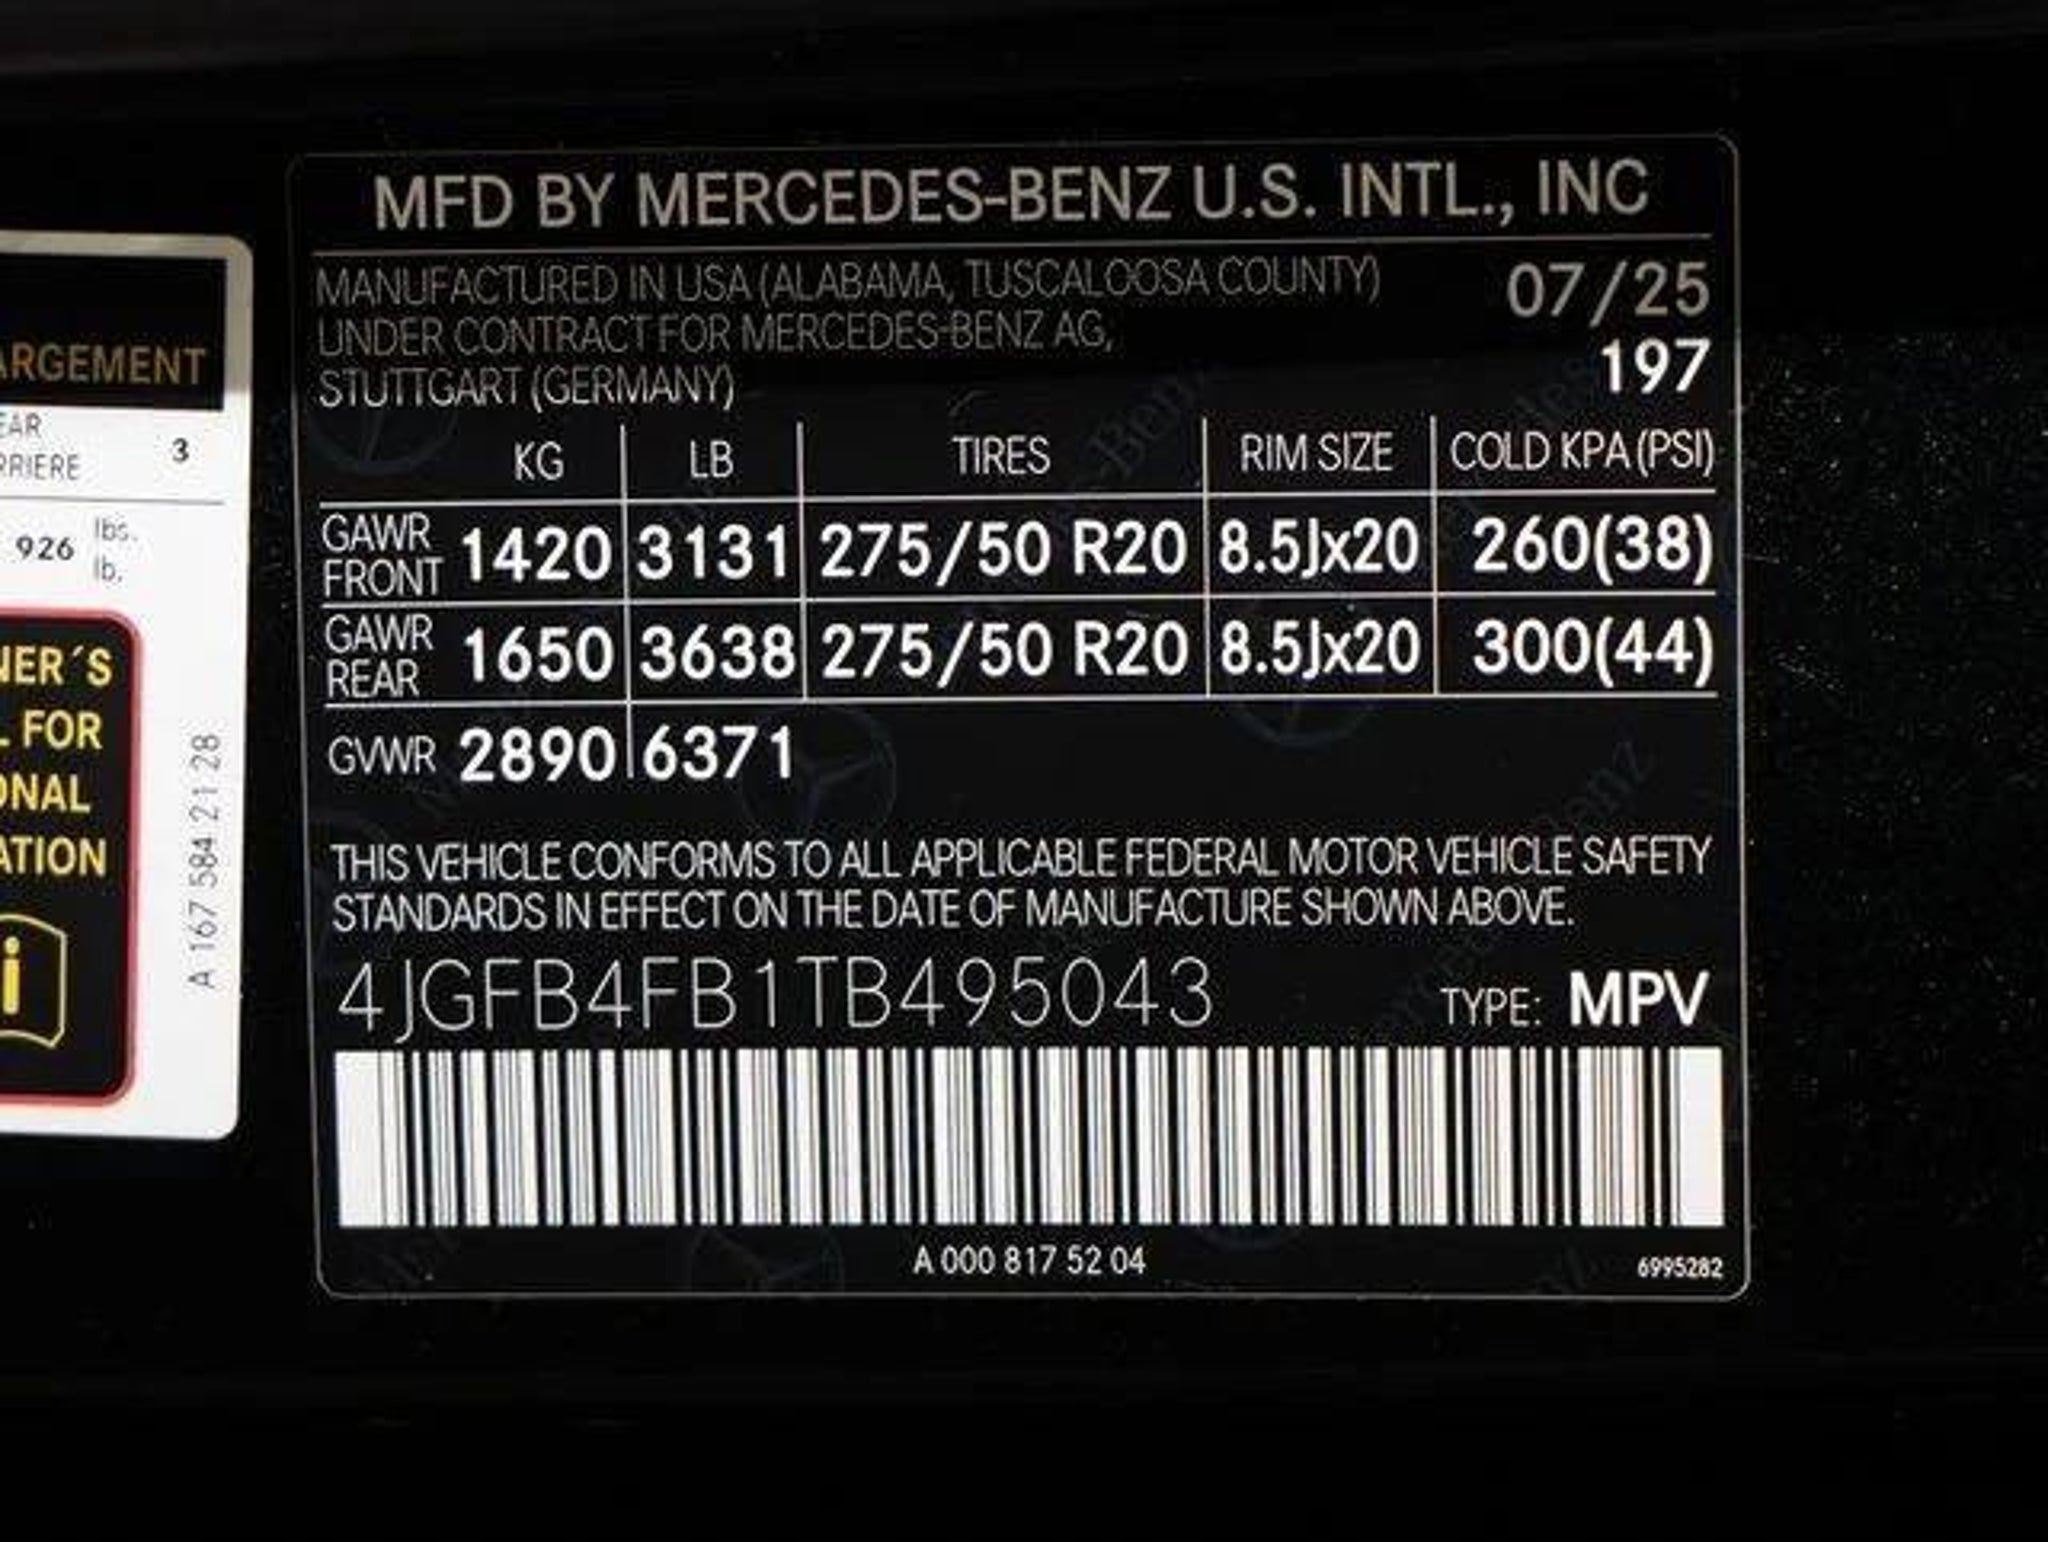 ARGEMENT
EAR
RRIERE 3
926 lbs.
lb.
NER´S
L FOR
ONAL
ATION
i
A 167 584 21 28
MFD BY MERCEDES-BENZ U.S. INTL., INC
MANUFACTURED IN USA (ALABAMA, TUSCALOOSA COUNTY) 07/25
UNDER CONTRACT FOR MERCEDES-BENZ AG, 197
STUTTGART (GERMANY)
KG LB TIRES RIM SIZE COLD KPA (PSI)
GAWR FRONT 1420 3131 275/50 R20 8.5Jx20 260(38)
GAWR REAR 1650 3638 275/50 R20 8.5Jx20 300(44)
GVWR 2890 6371
THIS VEHICLE CONFORMS TO ALL APPLICABLE FEDERAL MOTOR VEHICLE SAFETY
STANDARDS IN EFFECT ON THE DATE OF MANUFACTURE SHOWN ABOVE.
4JGFB4FB1TB495043 TYPE: MPV
A 000 817 52 04 6995282